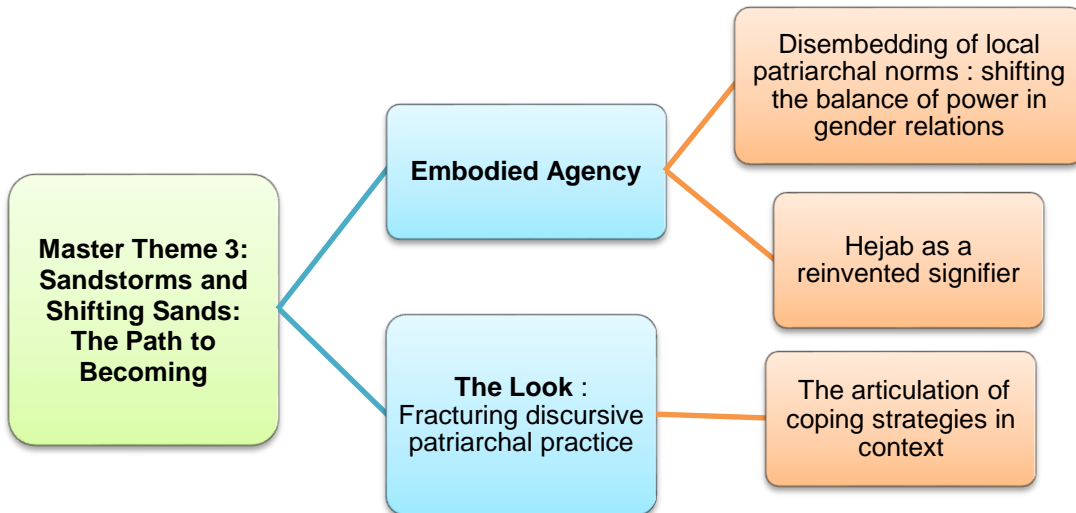 Master Theme 3:
Sandstorms and
Shifting Sands:
The Path to
Becoming
Embodied Agency
Disembedding of local
patriarchal norms : shifting
the balance of power in
gender relations
Hejab as a
reinvented signifier
The Look :
Fracturing discursive
patriarchal practice
The articulation of
coping strategies in
context